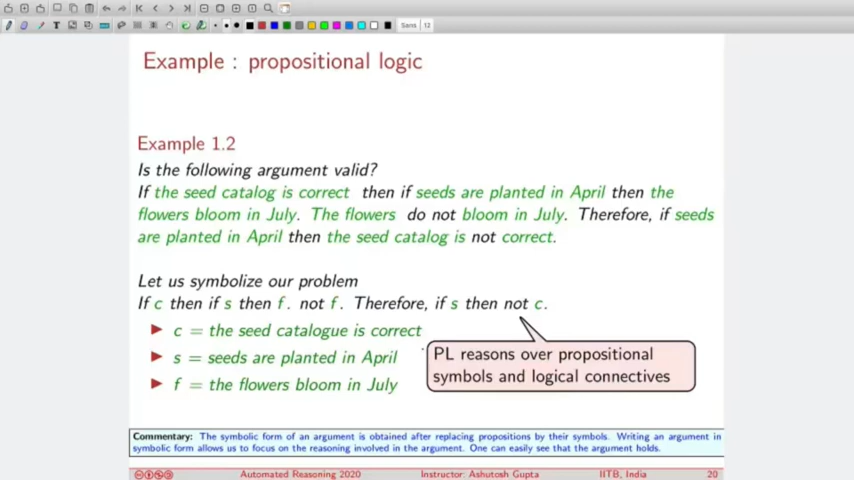 Sans 12
Example : propositional logic
Example 1.2
Is the following argument valid?
If the seed catalog is correct then if seeds are planted in April then the
flowers bloom in July. The flowers do not bloom in July. Therefore, if seeds
are planted in April then the seed catalog is not correct.
Let us symbolize our problem
If c then if s then f. not f. Therefore, if s then not c.
c = the seed catalogue is correct
s = seeds are planted in April
f = the flowers bloom in July
PL reasons over propositional
symbols and logical connectives
Commentary: The symbolic form of an argument is obtained after replacing propositions by their symbols. Writing an argument in
symbolic form allows us to focus on the reasoning involved in the argument. One can easily see that the argument holds.
Automated Reasoning 2020 Instructor: Ashutosh Gupta IITB, India 20